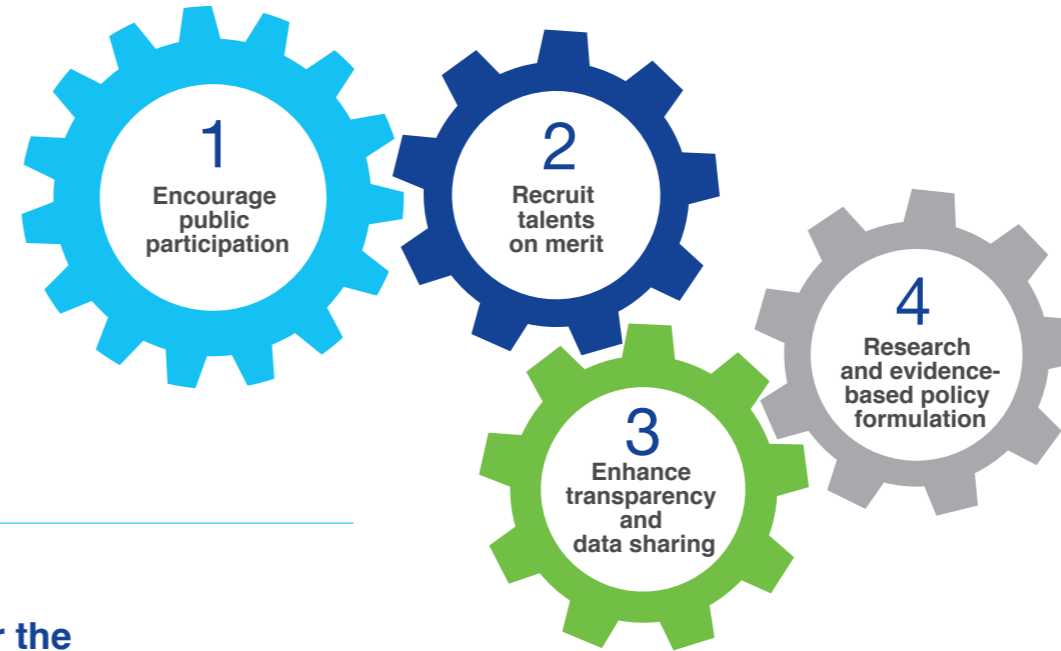 1
Encourage
public
participation
2
Recruit
talents
on merit
4
Research
and evidence-
based policy
formulation
3
Enhance
transparency
and
data sharing
the